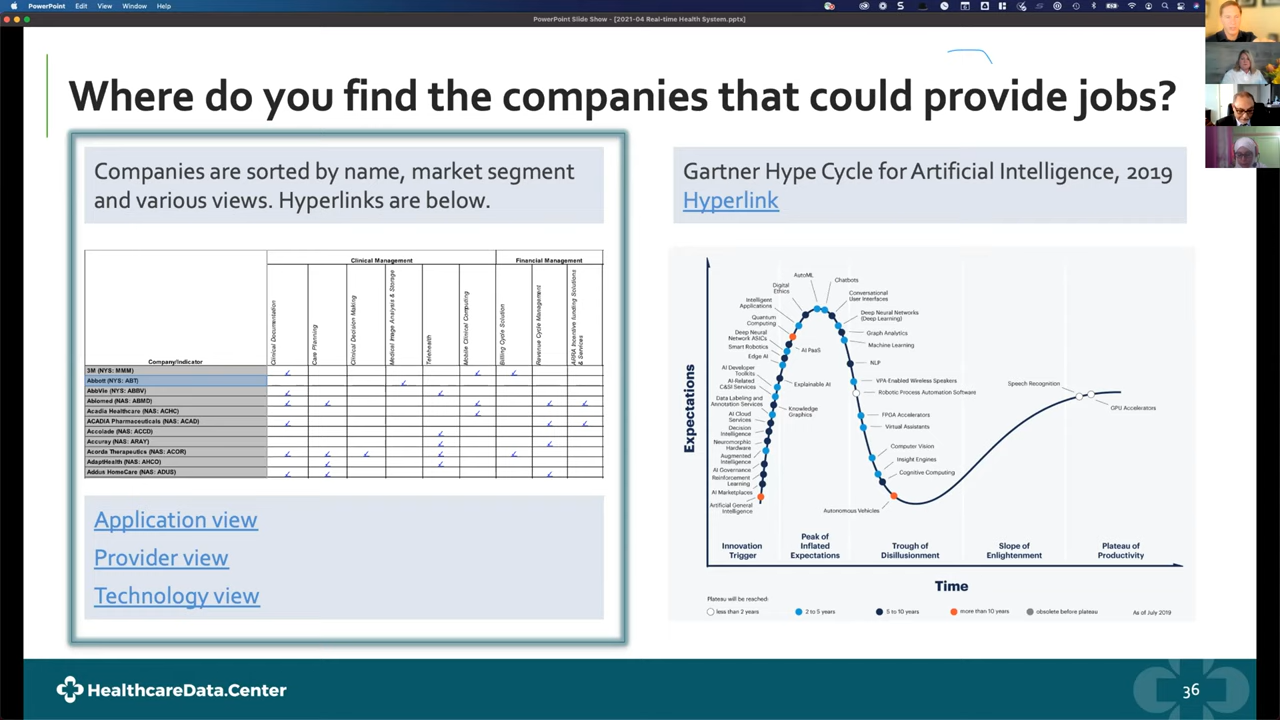 PowerPoint Edit View Window Help
PowerPoint Slide Show - [2021-04 Real-time Health System.pptx]
Where do you find the companies that could provide jobs?
Companies are sorted by name, market segment
and various views. Hyperlinks are below.
Clinical Management
Financial Management
Clinical Documentation
Care Planning
Clinical Decision Making
Medical Image Analysis & Storage
Telehealth
Mobile Clinical Computing
Billing Cycle Solution
Revenue Cycle Management
ARRA Incentive funding Solutions
& Services
Company/Indicator
3M (NYS: MMM)
Abbott (NYS: ABT)
AbbVie (NYS: ABBV)
Abiomed (NAS: ABMD)
Acadia Healthcare (NAS: ACHC)
ACADIA Pharmaceuticals (NAS: ACAD)
Accolade (NAS: ACCD)
Accuray (NAS: ARAY)
Acorda Therapeutics (NAS: ACOR)
AdaptHealth (NAS: AHCO)
Addus HomeCare (NAS: ADUS)
Application view
Provider view
Technology view
Gartner Hype Cycle for Artificial Intelligence, 2019
Hyperlink
Expectations
AutoML
Digital
Ethics
Intelligent
Applications
Quantum
Computing
Deep Neural
Network ASICs
Smart Robotics
Edge AI
AI Developer
Toolkits
AI-Related
C&SI Services
Data Labeling and
Annotation Services
AI Cloud
Services
Decision
Intelligence
Neuromorphic
Hardware
Augmented
Intelligence
AI Governance
Reinforcement
Learning
AI Marketplaces
Artificial General
Intelligence
Chatbots
Conversational
User Interfaces
Deep Neural Networks
(Deep Learning)
Graph Analytics
Machine Learning
AI PaaS
NLP
Explainable AI
VPA-Enabled Wireless Speakers
Robotic Process Automation Software
Knowledge
Graphics
FPGA Accelerators
Virtual Assistants
Computer Vision
Insight Engines
Cognitive Computing
Autonomous Vehicles
Speech Recognition
GPU Accelerators
Innovation
Trigger
Peak of
Inflated
Expectations
Trough of
Disillusionment
Slope of
Enlightenment
Plateau of
Productivity
Time
Plateau will be reached:
less than 2 years
2 to 5 years
5 to 10 years
more than 10 years
obsolete before plateau
As of July 2019
HealthcareData.Center
36